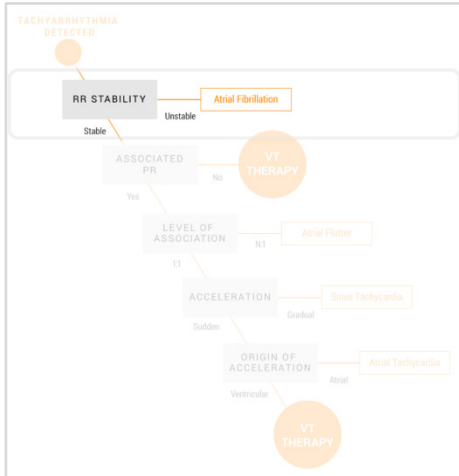 TACHYARRHYTHMIA
DETECTED
RR STABILITY
Atrial Fibrillation
Unstable
Stable
ASSOCIATED
PR
VT
THERAPY
No
Yes
LEVEL OF
ASSOCIATION
Atrial Flutter
N:1
1:1
ACCELERATION
Sinus Tachycardia
Gradual
Sudden
ORIGIN OF
ACCELERATION
Atrial Tachycardia
Atrial
Ventricular
VT
THERAPY